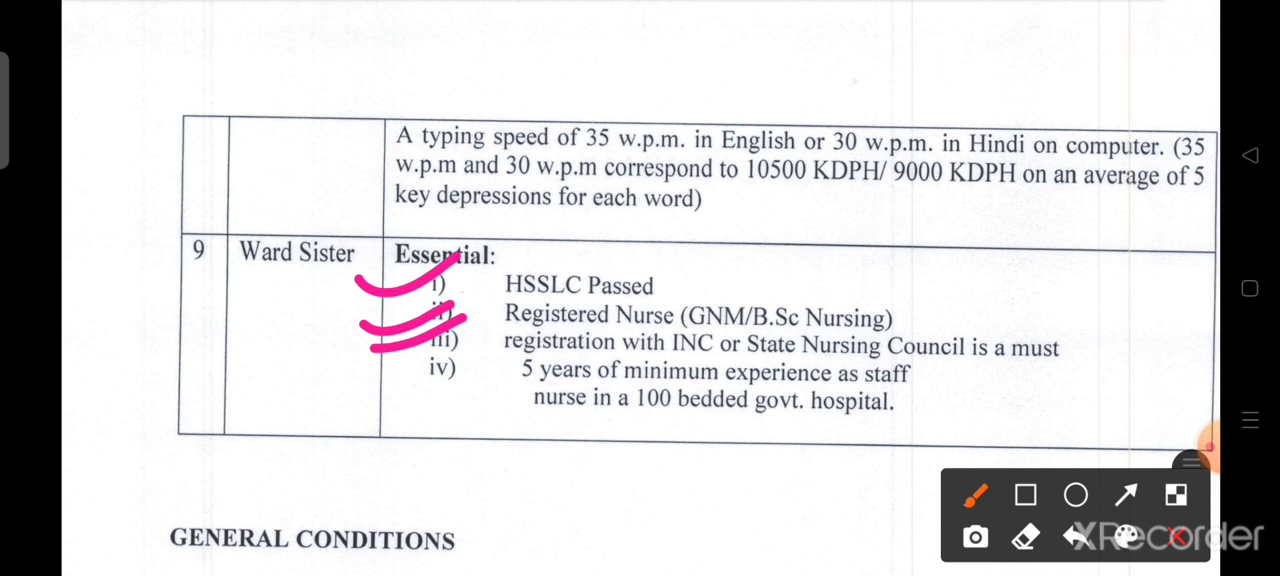 A typing speed of 35 w.p.m. in English or 30 w.p.m. in Hindi on computer. (35
w.p.m and 30 w.p.m correspond to 10500 KDPH/ 9000 KDPH on an average of 5
key depressions for each word)
9 Ward Sister Essential:
i) HSSLC Passed
ii) Registered Nurse (GNM/B.Sc Nursing)
iii) registration with INC or State Nursing Council is a must
iv) 5 years of minimum experience as staff
nurse in a 100 bedded govt. hospital.
GENERAL CONDITIONS
XRecorder